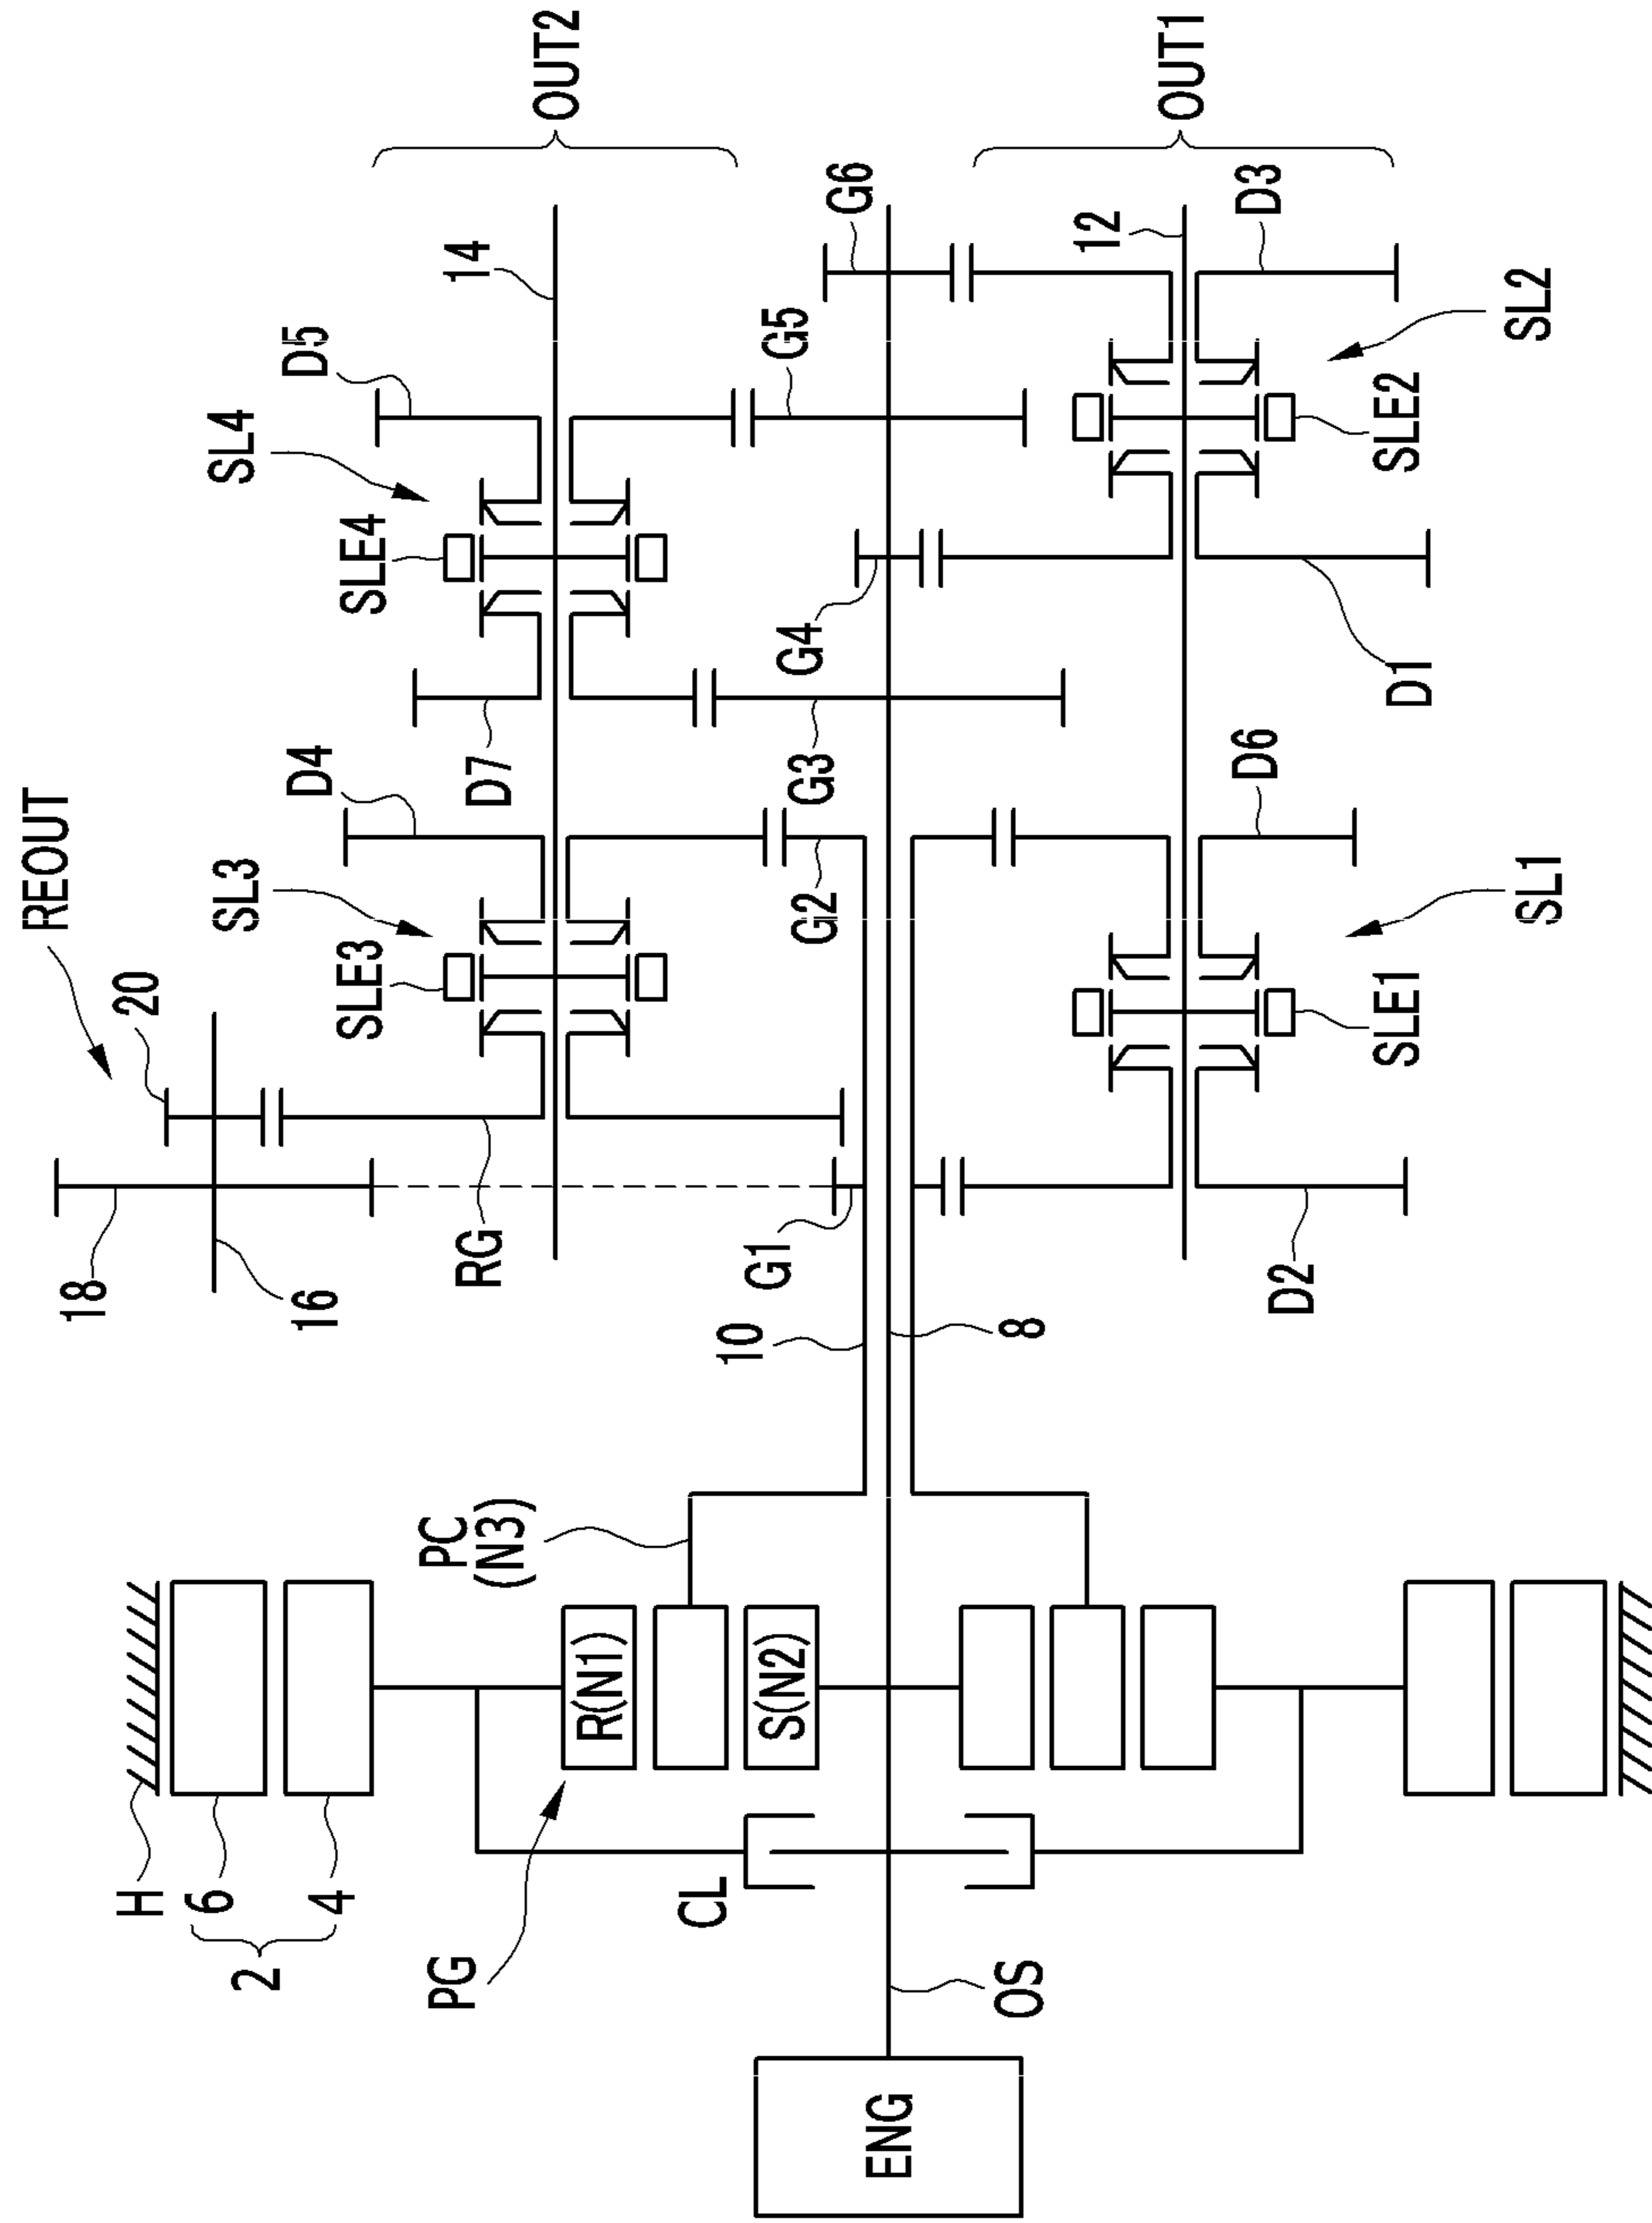 REOUT
18
16
20
RG
SL3
SLE3
D4
D7
SL4
SLE4
D5
14
OUT2
G1
G2
G3
G4
G5
G6
10
8
12
OUT1
D2
SL1
SLE1
D6
D1
SL2
SLE2
D3
H
6
4
2
PG
PC
(N3)
R(N1)
S(N2)
CL
OS
ENG